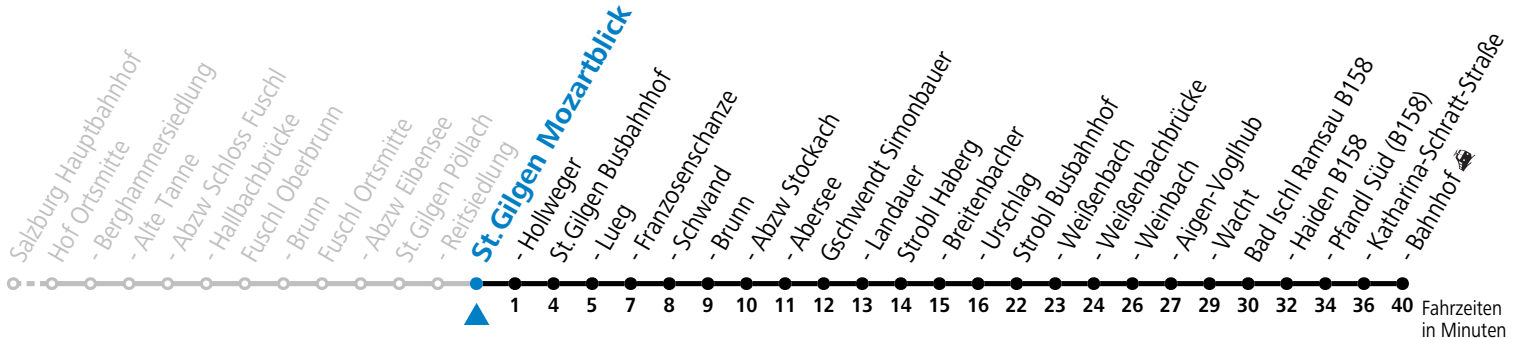 Salzburg Hauptbahnhof
Hof Ortsmitte
- Berghammersiedlung
- Alte Tanne
- Abzw Schloss Fuschl
- Hallbachbrücke
Fuschl Oberbrunn
- Brunn
Fuschl Ortsmitte
- Abzw Eibensee
St.Gilgen Pöllach
- Reitsiedlung
St.Gilgen Mozartblick
- Hollweger
St.Gilgen Busbahnhof
- Lueg
- Franzosenschanze
- Schwand
- Brunn
- Abzw Stockach
- Abersee
Gschwendt Simonbauer
- Landauer
Strobl Haberg
- Breitenbacher
- Urschlag
Strobl Busbahnhof
- Weißenbach
- Weißenbachbrücke
- Weinbach
- Aigen-Voglhub
- Wacht
Bad Ischl Ramsau B158
- Haiden B158
- Pfandl Süd (B158)
- Katharina-Schratt-Straße
- Bahnhof
1 4 5 7 8 9 10 11 12 13 14 15 16 22 23 24 26 27 29 30 32 34 36 40 Fahrzeiten
in Minuten